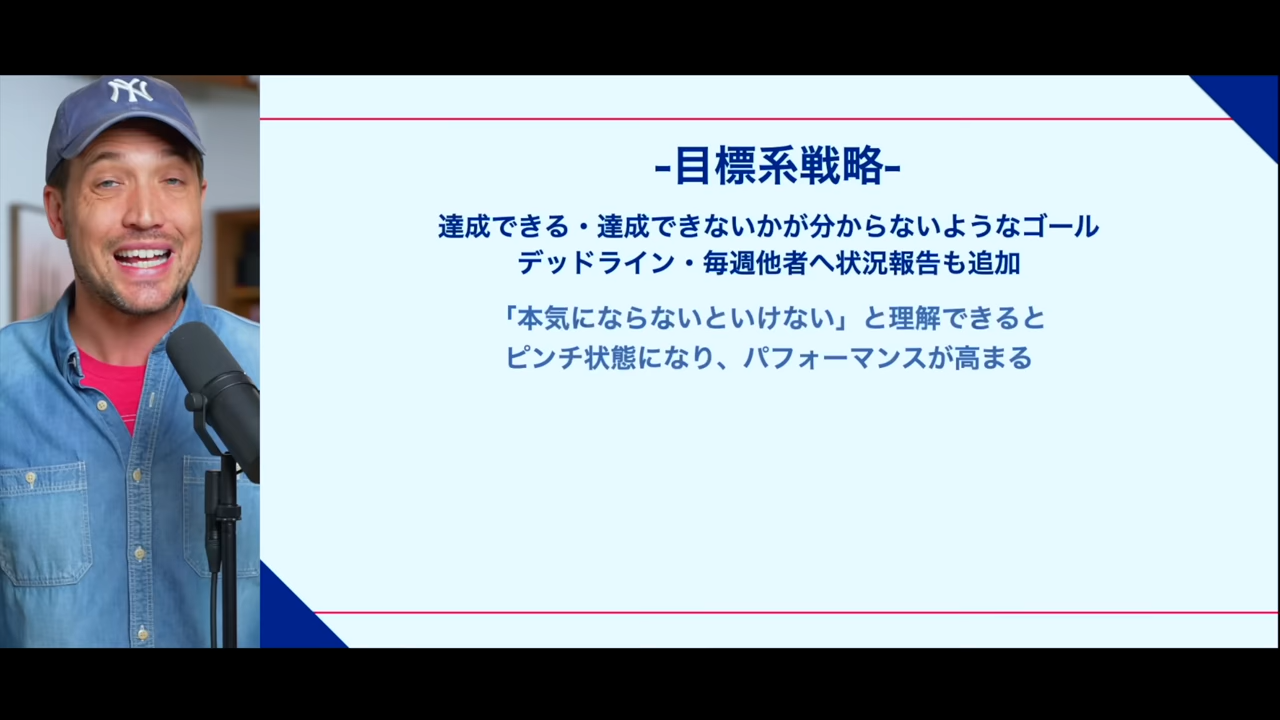 NY
-目標系戦略-
達成できる・達成できないかが分からないようなゴール
デッドライン・毎週他者へ状況報告も追加
「本気にならないといけない」と理解できると
ピンチ状態になり、パフォーマンスが高まる